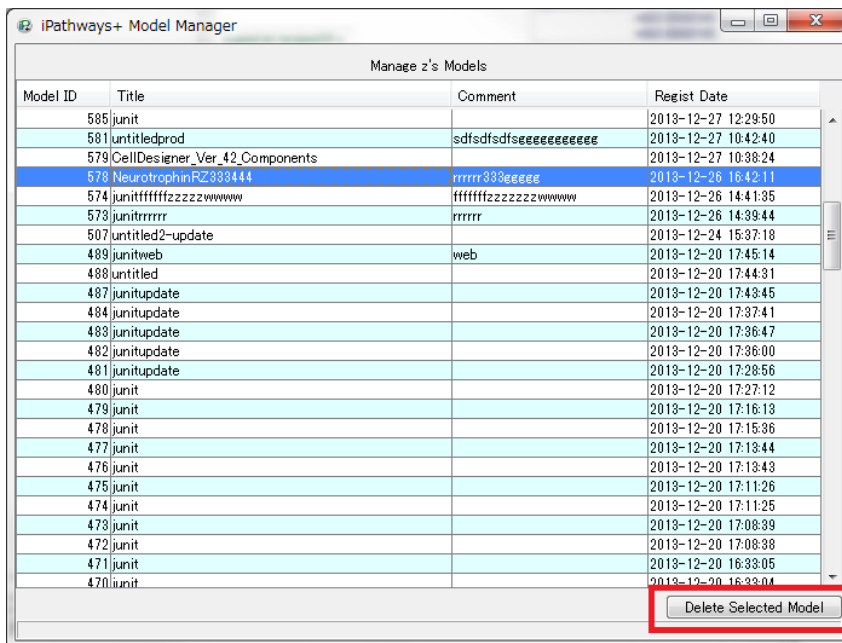 iPathways+ Model Manager
Manage z's Models
Model ID Title Comment Regist Date
585 junit 2013-12-27 12:29:50
581 untitledprod sdfsdfsdfsggggggggggg 2013-12-27 10:42:40
579 CellDesigner_Ver_42_Components 2013-12-27 10:38:24
578 NeurotrophinRZ333444 rrrrrr333ggggg 2013-12-26 16:42:11
574 junitffffffzzzzzwwwww fffffffzzzzzzzwwwww 2013-12-26 14:41:35
573 junitrrrrrr rrrrrr 2013-12-26 14:39:44
507 untitled2-update 2013-12-24 15:37:18
489 junitweb web 2013-12-20 17:45:14
488 untitled 2013-12-20 17:44:31
487 junitupdate 2013-12-20 17:43:45
484 junitupdate 2013-12-20 17:37:41
483 junitupdate 2013-12-20 17:36:47
482 junitupdate 2013-12-20 17:36:00
481 junitupdate 2013-12-20 17:28:56
480 junit 2013-12-20 17:27:12
479 junit 2013-12-20 17:16:13
478 junit 2013-12-20 17:15:36
477 junit 2013-12-20 17:13:44
476 junit 2013-12-20 17:13:43
475 junit 2013-12-20 17:11:26
474 junit 2013-12-20 17:11:25
473 junit 2013-12-20 17:08:39
472 junit 2013-12-20 17:08:38
471 junit 2013-12-20 16:33:05
470 junit 2013-12-20 16:33:04
Delete Selected Model